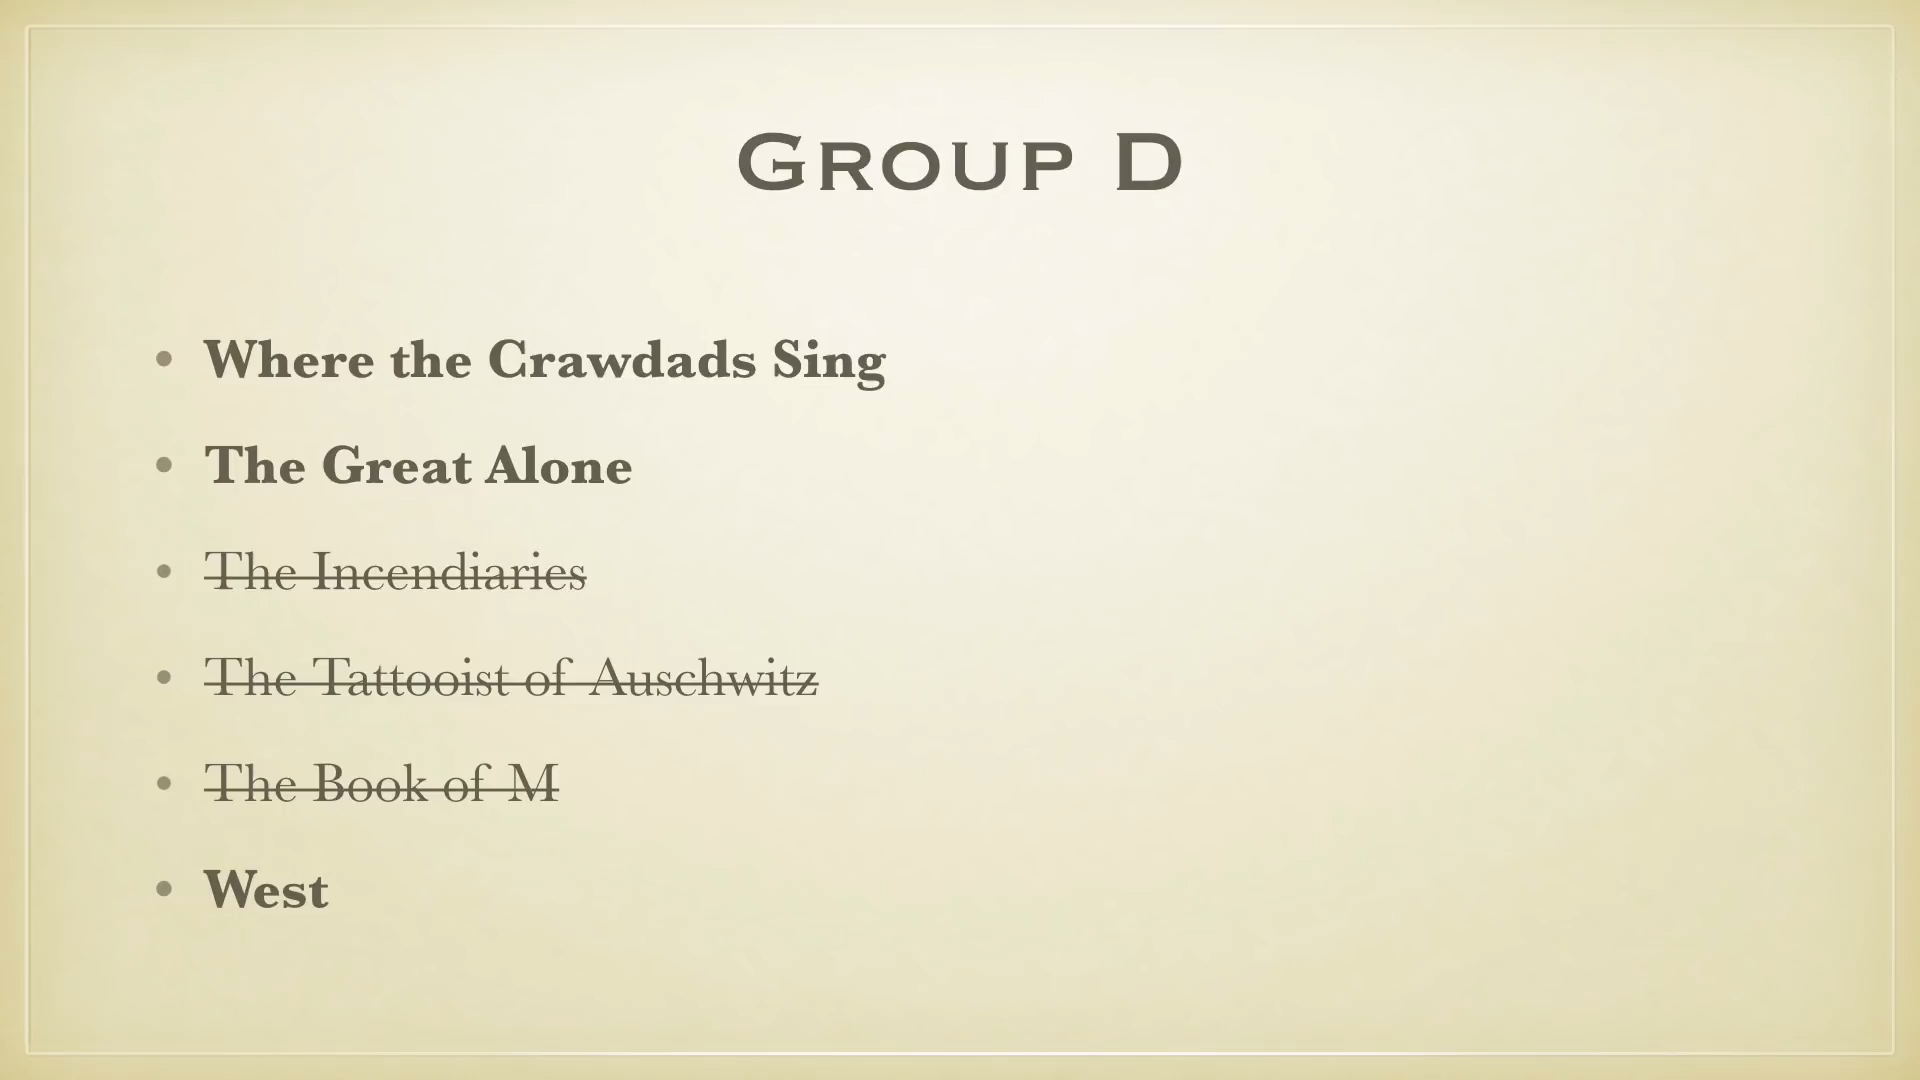 Group D
• Where the Crawdads Sing
• The Great Alone
• The Incendiaries
• The Tattooist of Auschwitz
• The Book of M
• West